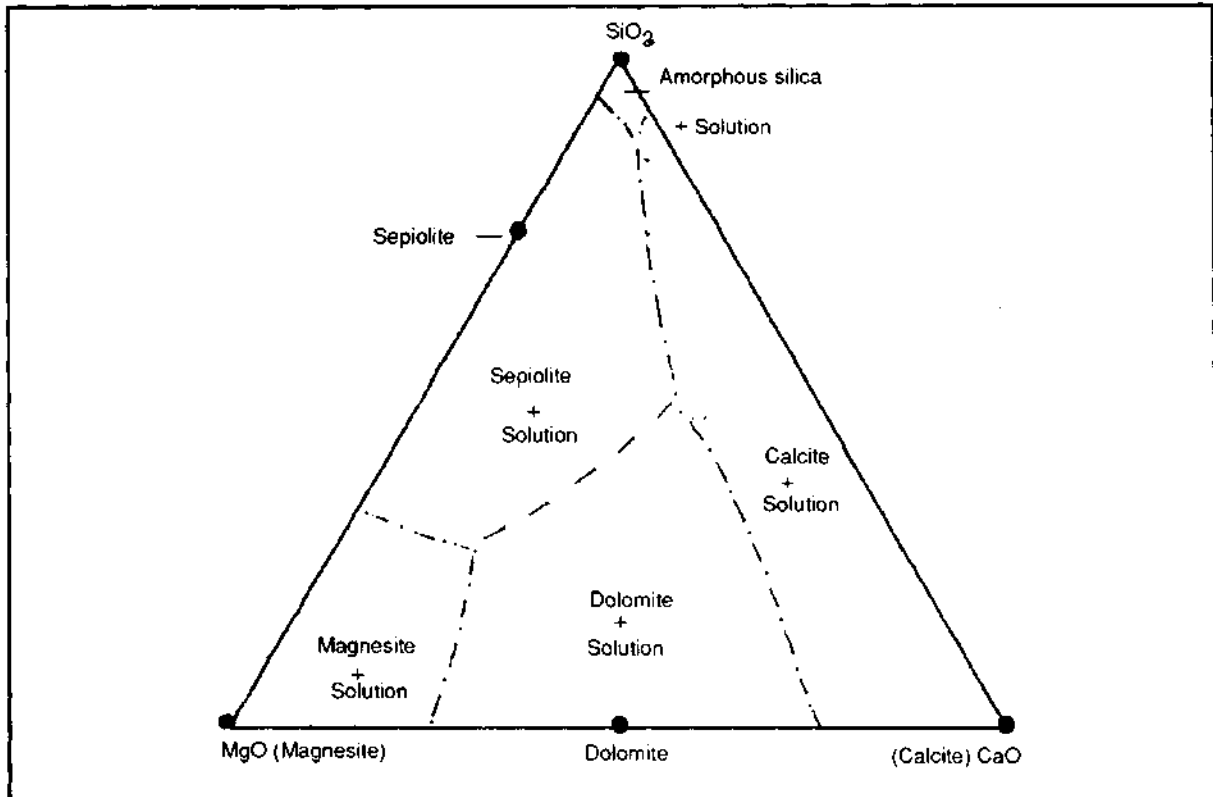 SiO₂
Amorphous silica
+ Solution
Sepiolite
Sepiolite
+
Solution
Calcite
+
Solution
Dolomite
+
Solution
Magnesite
+
Solution
MgO (Magnesite)
Dolomite
(Calcite) CaO